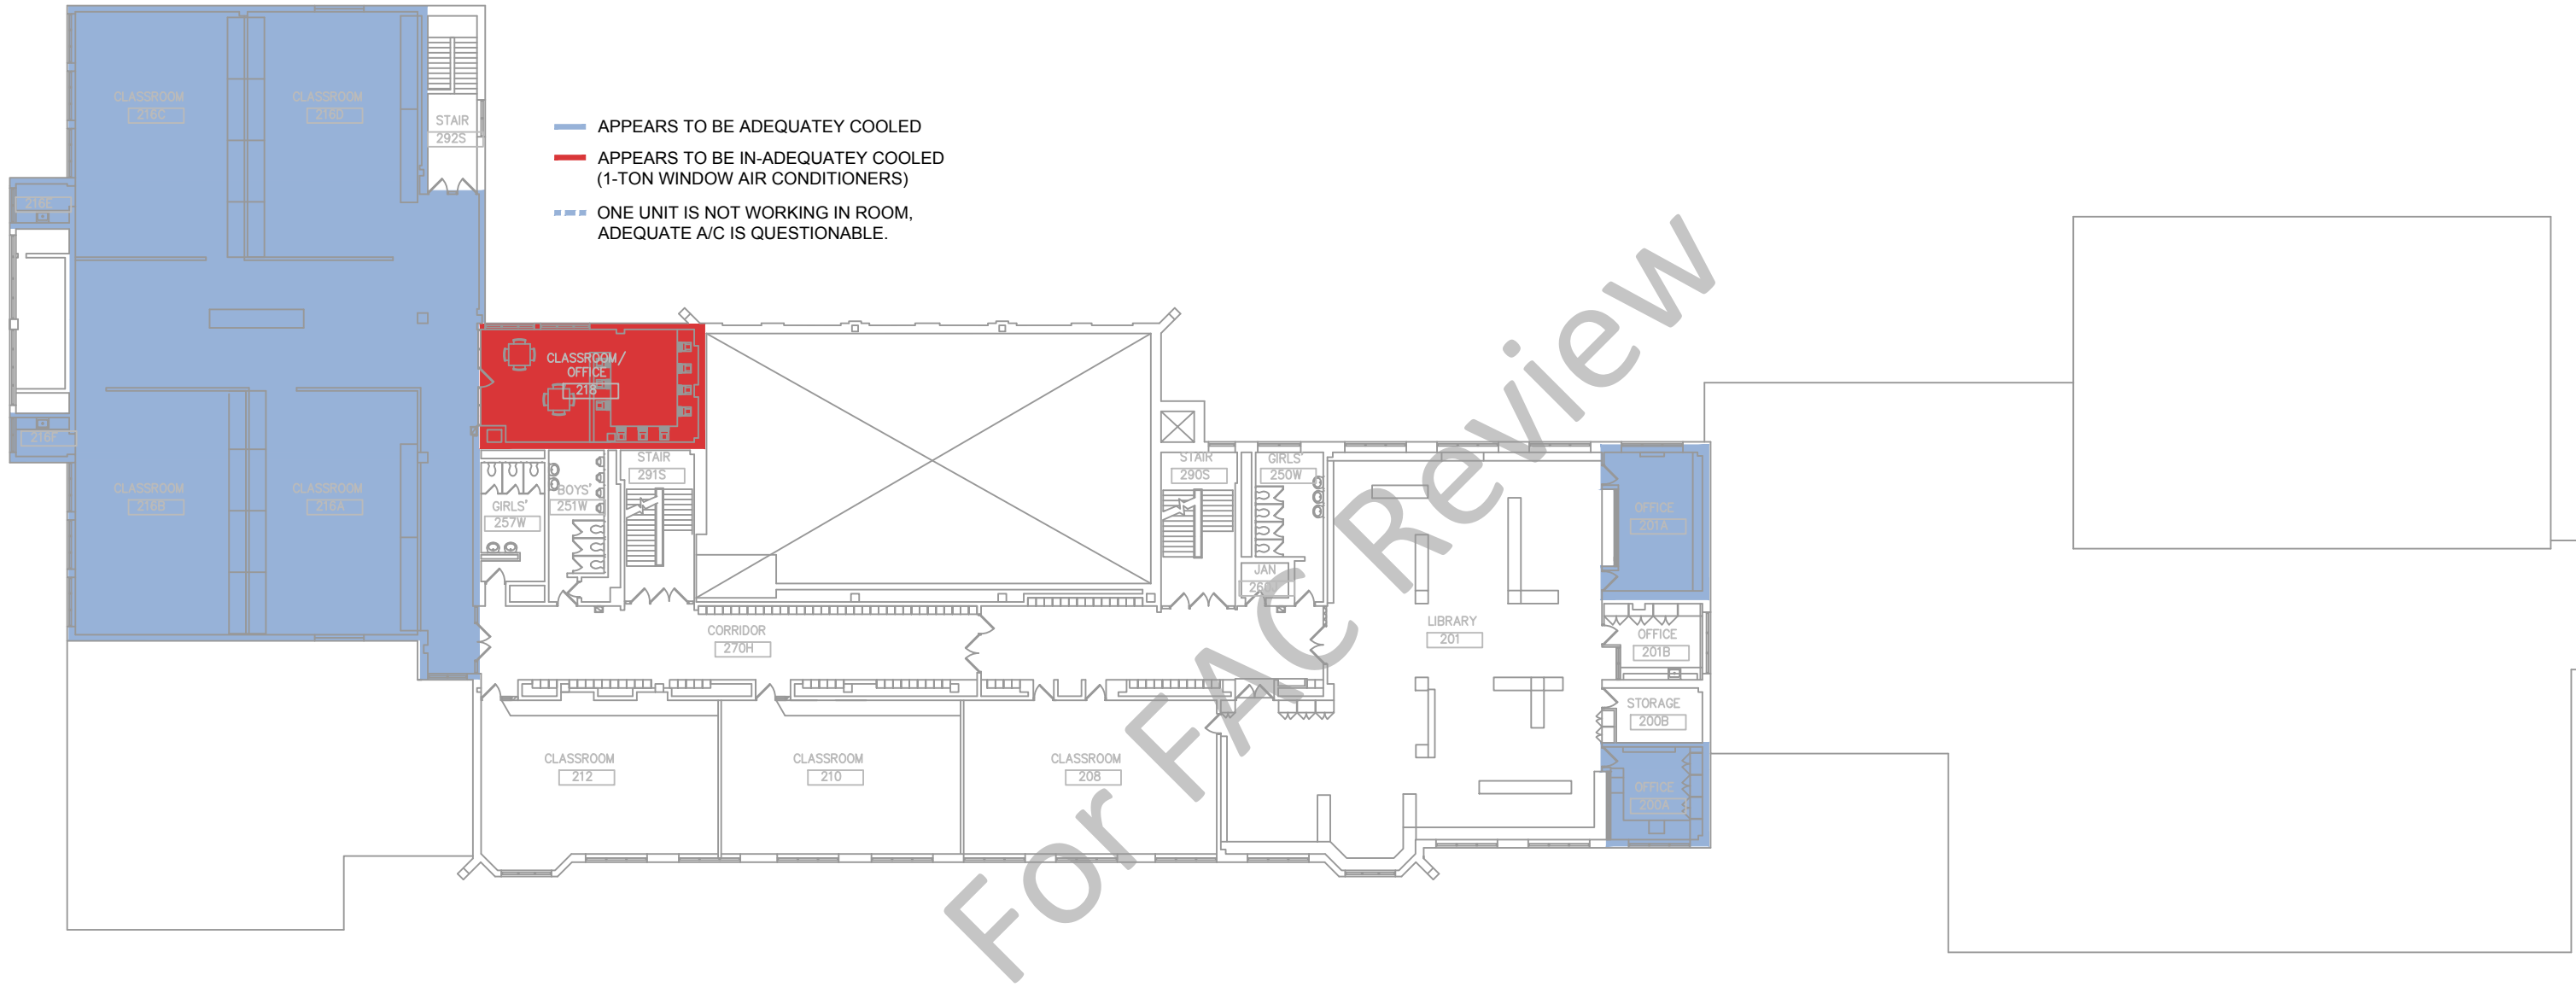 CLASSROOM
216C
CLASSROOM
216D
STAIR
292S
APPEARS TO BE ADEQUATEY COOLED
APPEARS TO BE IN-ADEQUATEY COOLED
(1-TON WINDOW AIR CONDITIONERS)
ONE UNIT IS NOT WORKING IN ROOM,
ADEQUATE A/C IS QUESTIONABLE.
216E
CLASSROOM/
OFFICE
218
216F
CLASSROOM
216B
CLASSROOM
216A
GIRLS'
257W
BOYS'
251W
STAIR
291S
STAIR
290S
GIRLS'
250W
JAN
260J
OFFICE
201A
CORRIDOR
270H
LIBRARY
201
OFFICE
201B
STORAGE
200B
CLASSROOM
212
CLASSROOM
210
CLASSROOM
208
OFFICE
200A
For FAC Review